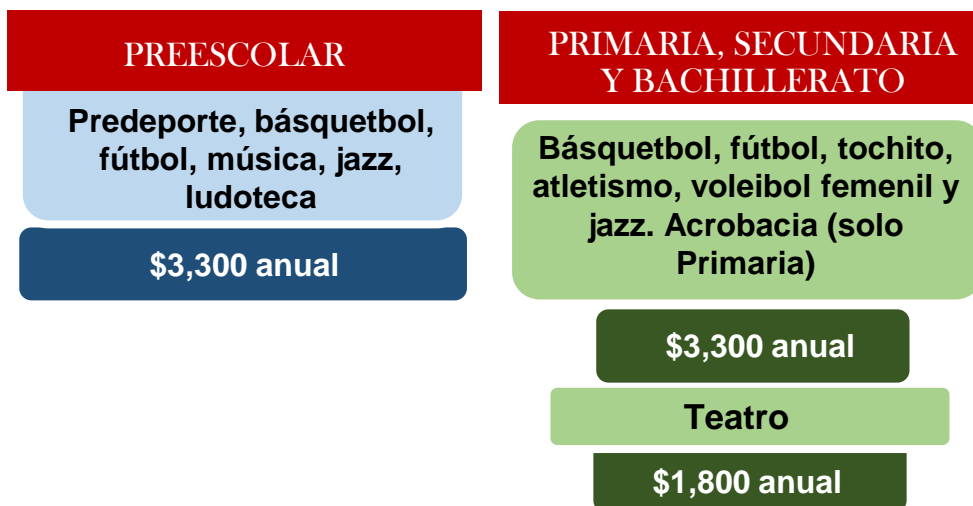 PREESCOLAR
Predeporte, básquetbol,
fútbol, música, jazz,
ludoteca
$3,300 anual
PRIMARIA, SECUNDARIA
Y BACHILLERATO
Básquetbol, fútbol, tochito,
atletismo, voleibol femenil y
jazz. Acrobacia (solo
Primaria)
$3,300 anual
Teatro
$1,800 anual